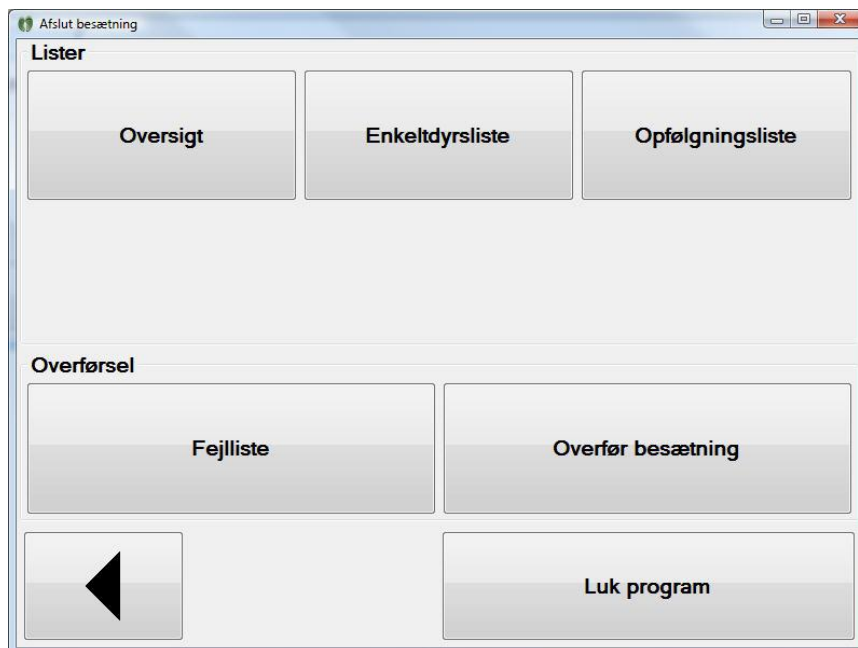 Afslut besætning
Lister
Oversigt
Enkeltdyrsliste
Opfølgningsliste
Overførsel
Fejlliste
Overfør besætning
Luk program